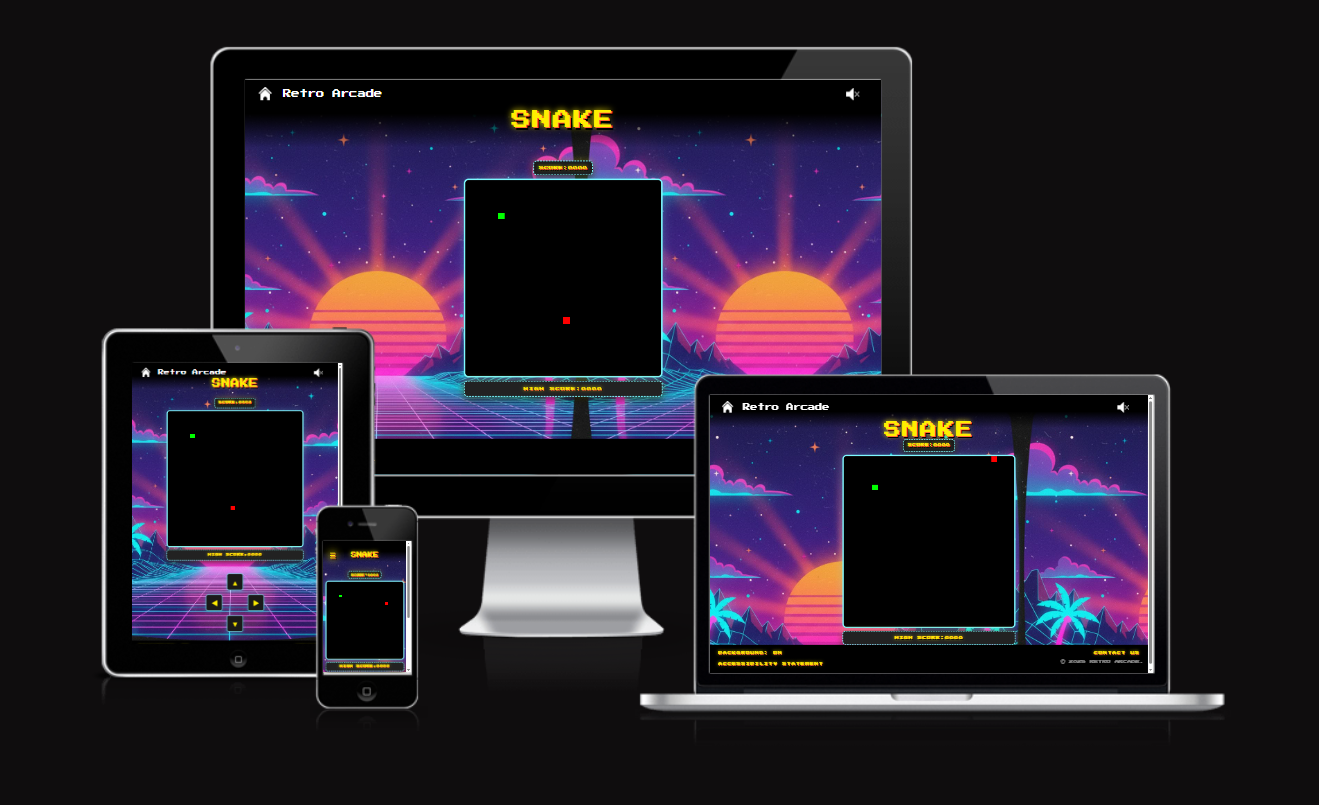 Retro Arcade
SNAKE
SCORE:0000
HIGH SCORE:0000
Retro Arcade
SNAKE
SCORE:0000
HIGH SCORE:0000
SNAKE
SCORE:0000
HIGH SCORE:0000
Retro Arcade
SNAKE
SCORE:0000
HIGH SCORE:0000
BACKGROUND: ON
CONTACT US
ACCESSIBILITY STATEMENT
RETRO ARCADE.